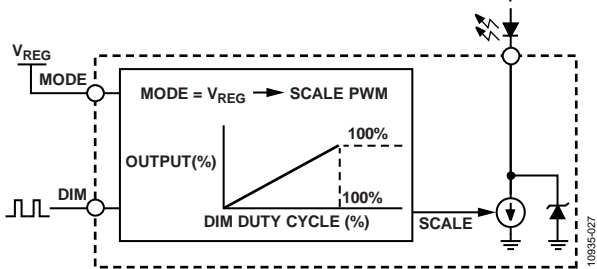 VREG
MODE
MODE = VREG → SCALE PWM
100%
OUTPUT(%)
DIM
100%
DIM DUTY CYCLE (%)
SCALE
10935-027